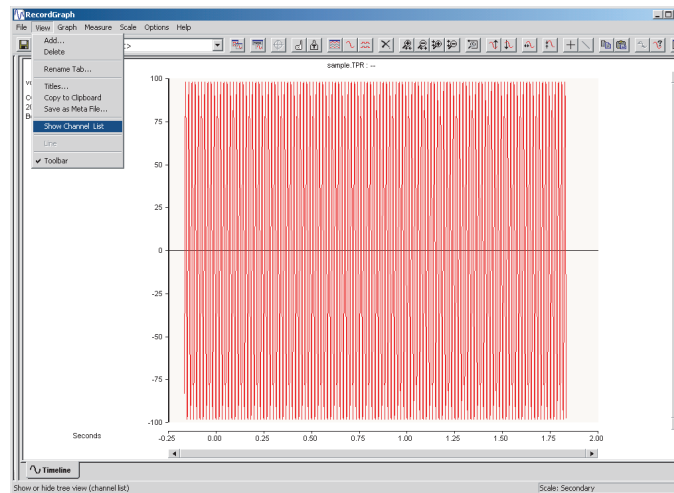 RecordGraph
File View Graph Measure Scale Options Help
Add...
Delete
Rename Tab...
Titles...
Copy to Clipboard
Save as Meta File...
Show Channel List
Line
Toolbar
sample.TPR : --
100
75
50
25
0
-25
-50
-75
-100
Seconds
-0.25 0.00 0.25 0.50 0.75 1.00 1.25 1.50 1.75 2.00
Timeline
Show or hide tree view (channel list) Scale: Secondary